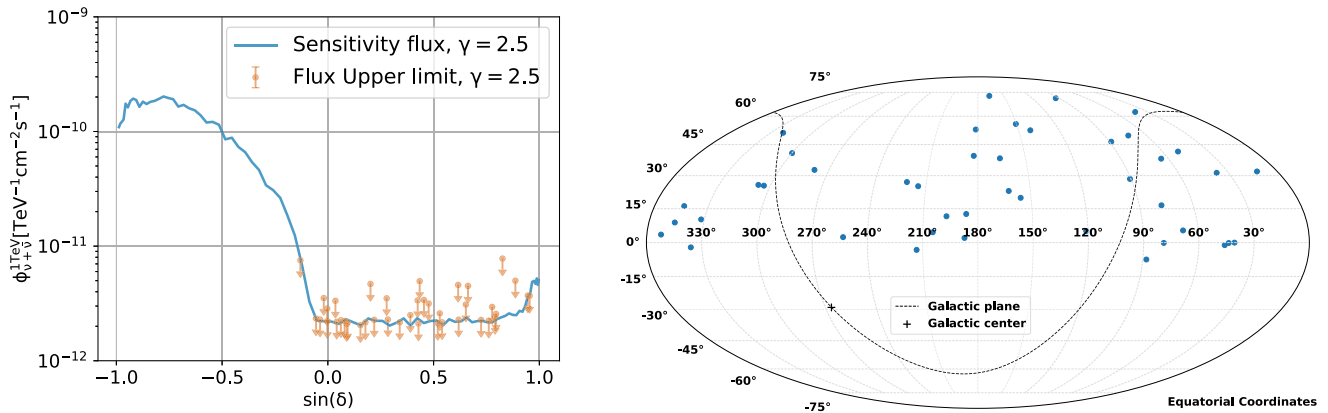 10⁻⁹
10⁻¹⁰
10⁻¹¹
10⁻¹²
ϕ¹ᵀᵉⱽ_ν+ν̄ [TeV⁻¹cm⁻²s⁻¹]
Sensitivity flux, γ = 2.5
Flux Upper limit, γ = 2.5
−1.0 −0.5 0.0 0.5 1.0
sin(δ)
75°
60°
45°
30°
15°
330 300 270 240 210 180 150 120 90 60 30
0°
-15°
-30°
-45°
-60°
-75°
Galactic plane
Galactic center
Equatorial Coordinates